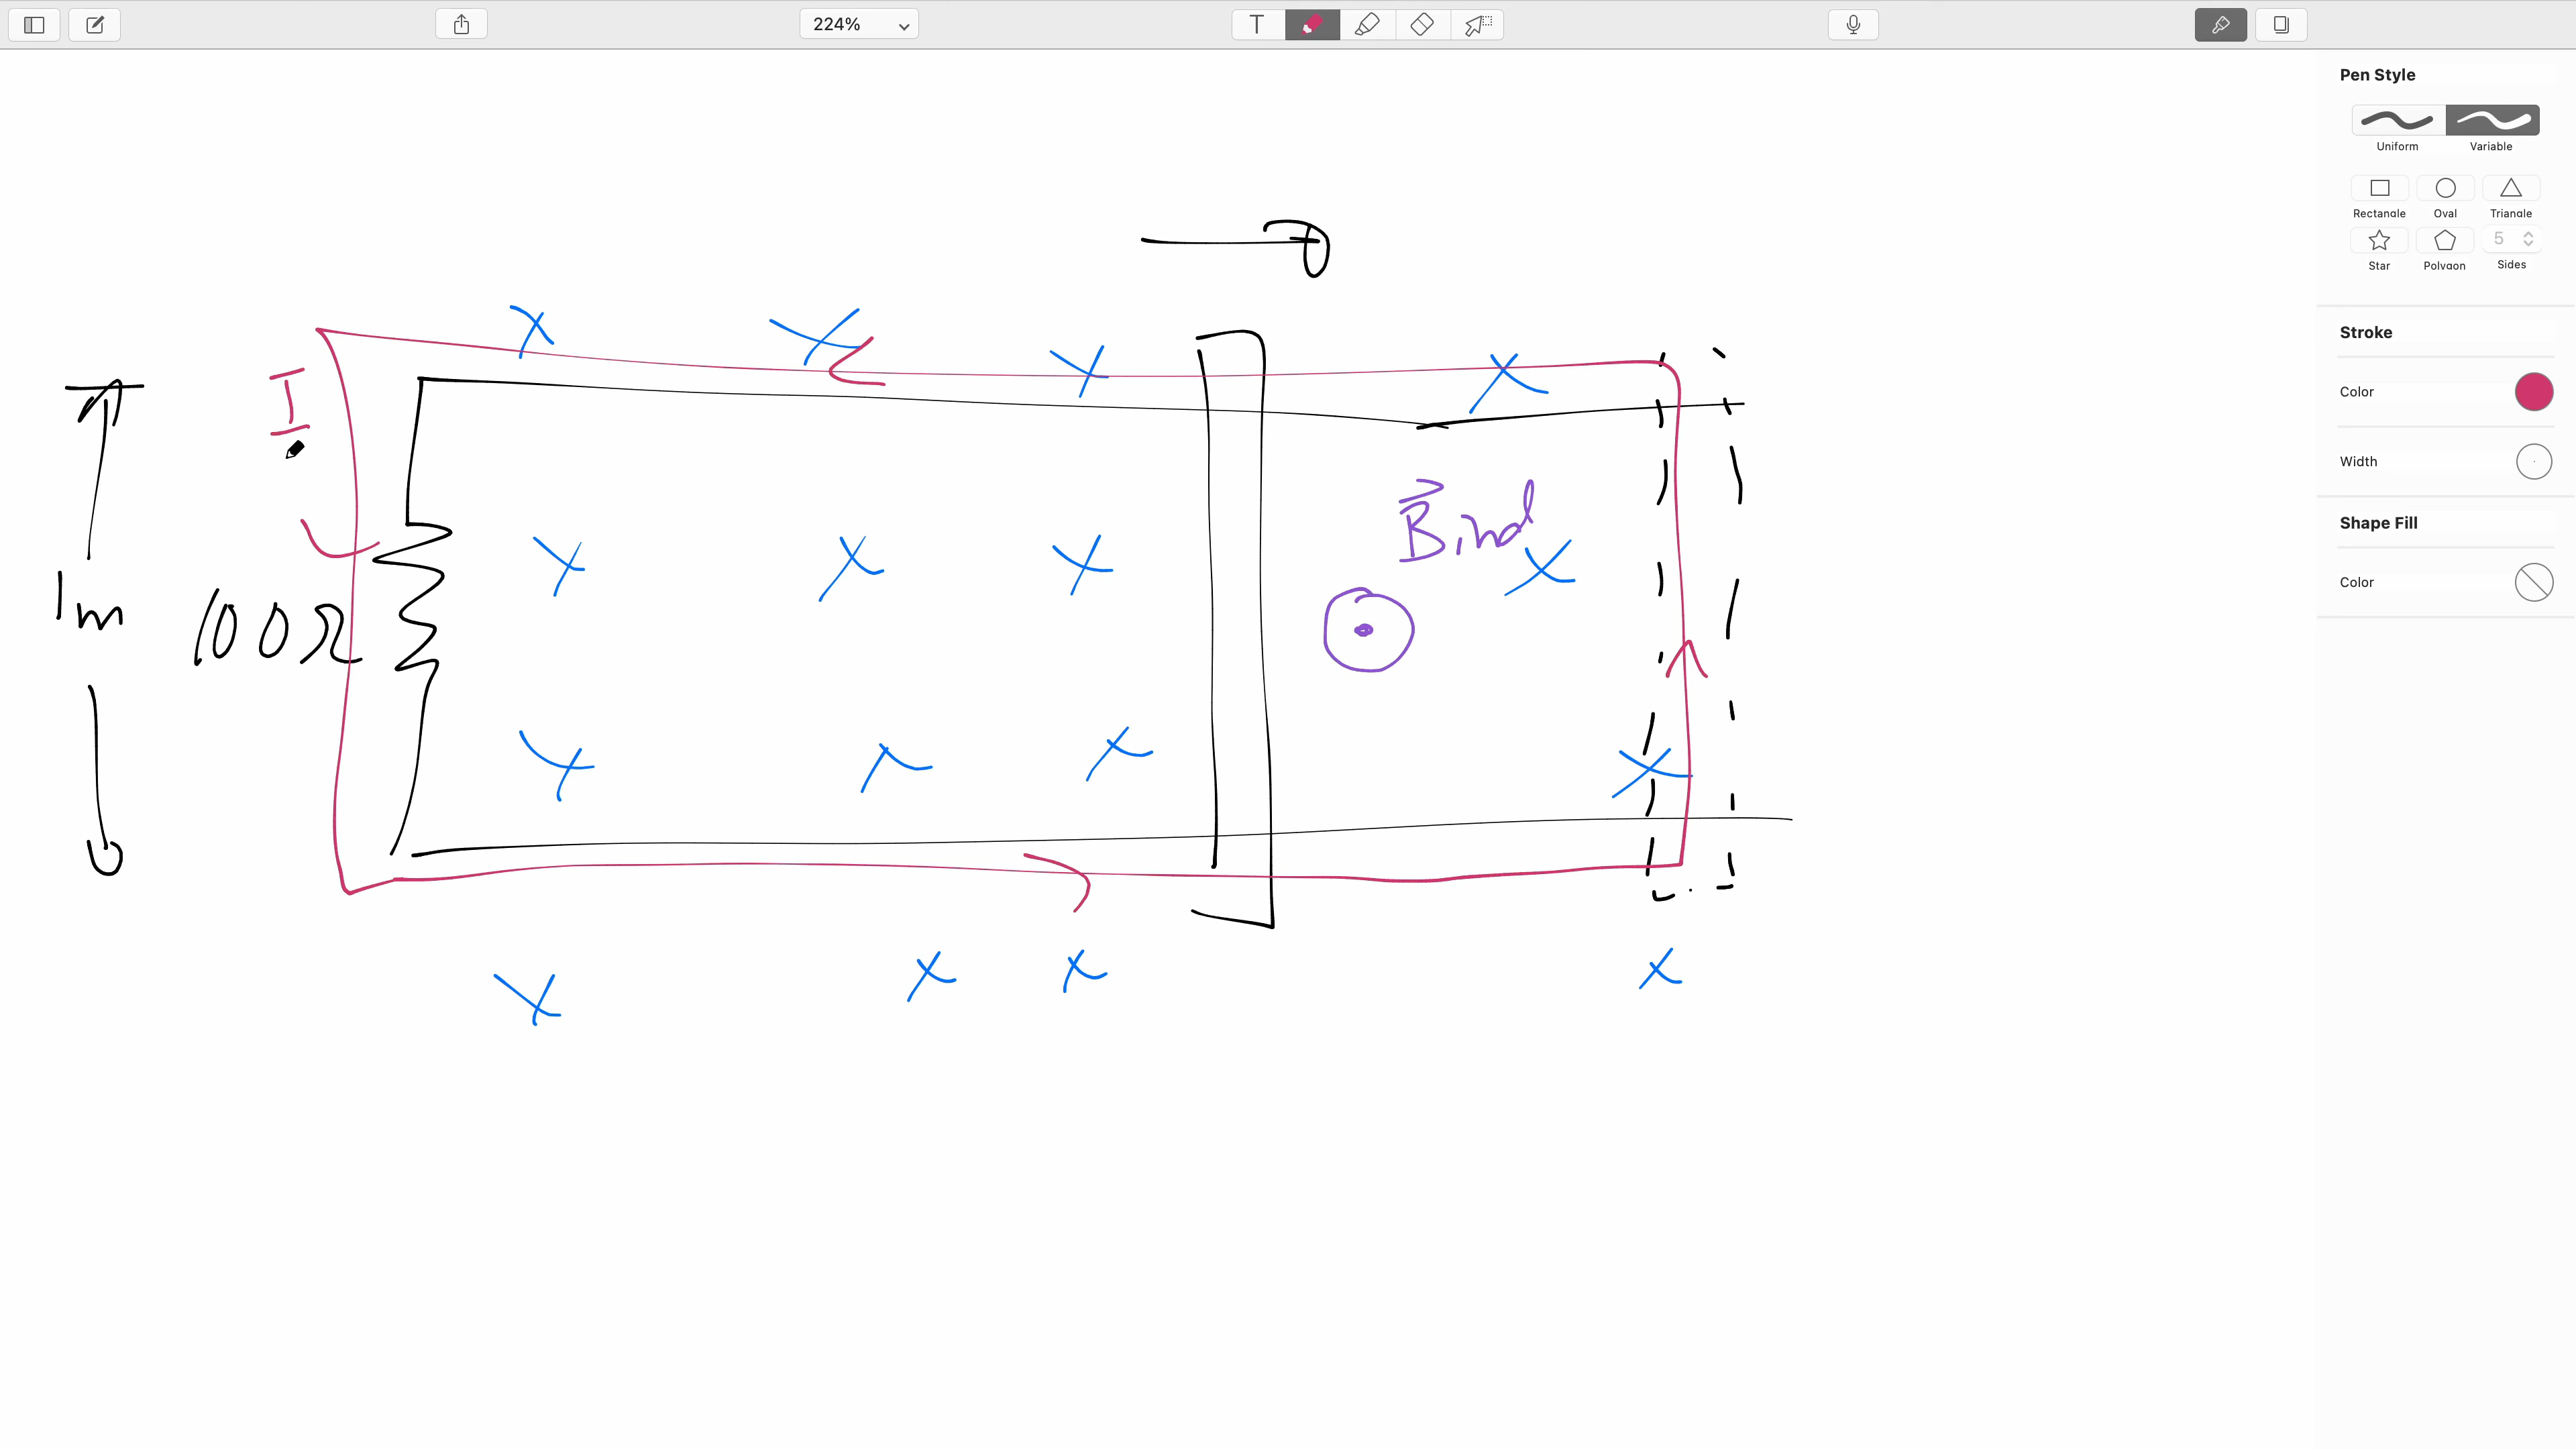 224%
T
Pen Style
Uniform
Variable
Rectangle
Oval
Triangle
5
Star
Polygon
Sides
Stroke
Color
Width
Shape Fill
Color
x x x x
I
B ind
1m
100Ω
x x x x
x x x x
x x x x